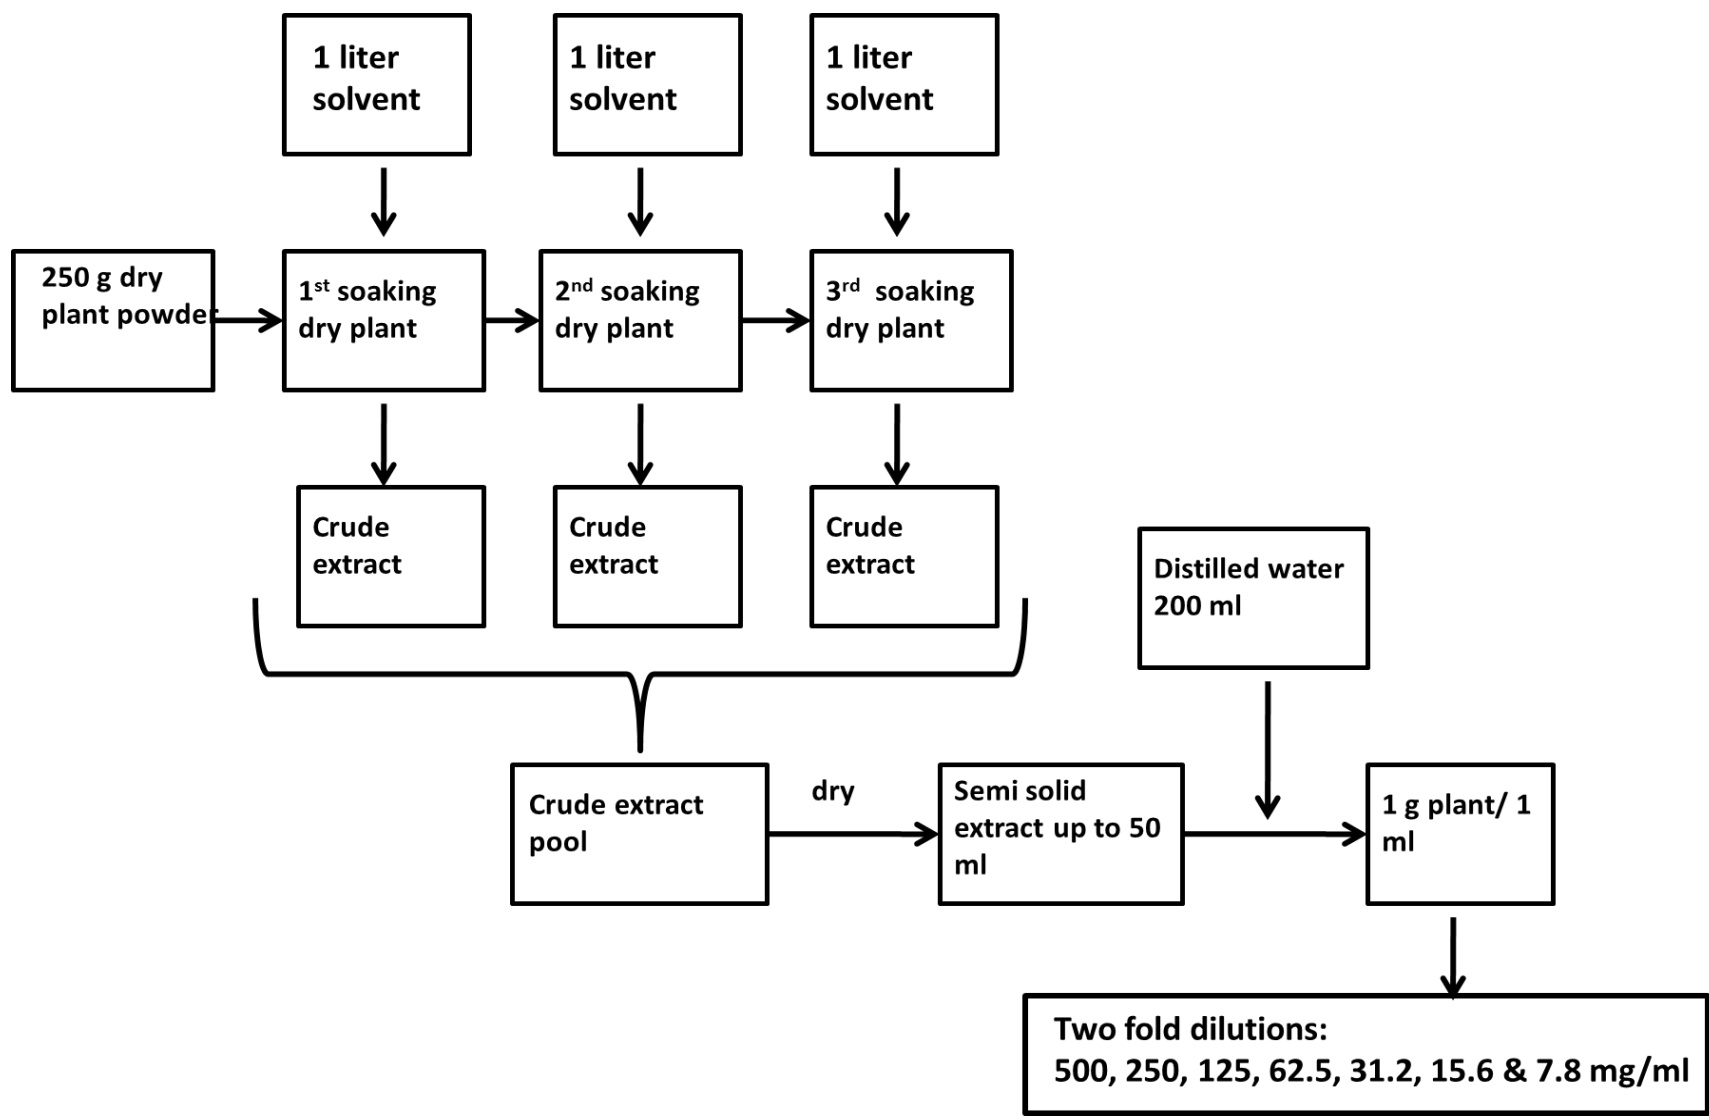 1 liter
solvent
1 liter
solvent
1 liter
solvent
250 g dry
plant powder
1st soaking
dry plant
2nd soaking
dry plant
3rd soaking
dry plant
Crude
extract
Crude
extract
Crude
extract
Distilled water
200 ml
Crude extract
pool
dry
Semi solid
extract up to 50
ml
1 g plant/ 1
ml
Two fold dilutions:
500, 250, 125, 62.5, 31.2, 15.6 & 7.8 mg/ml